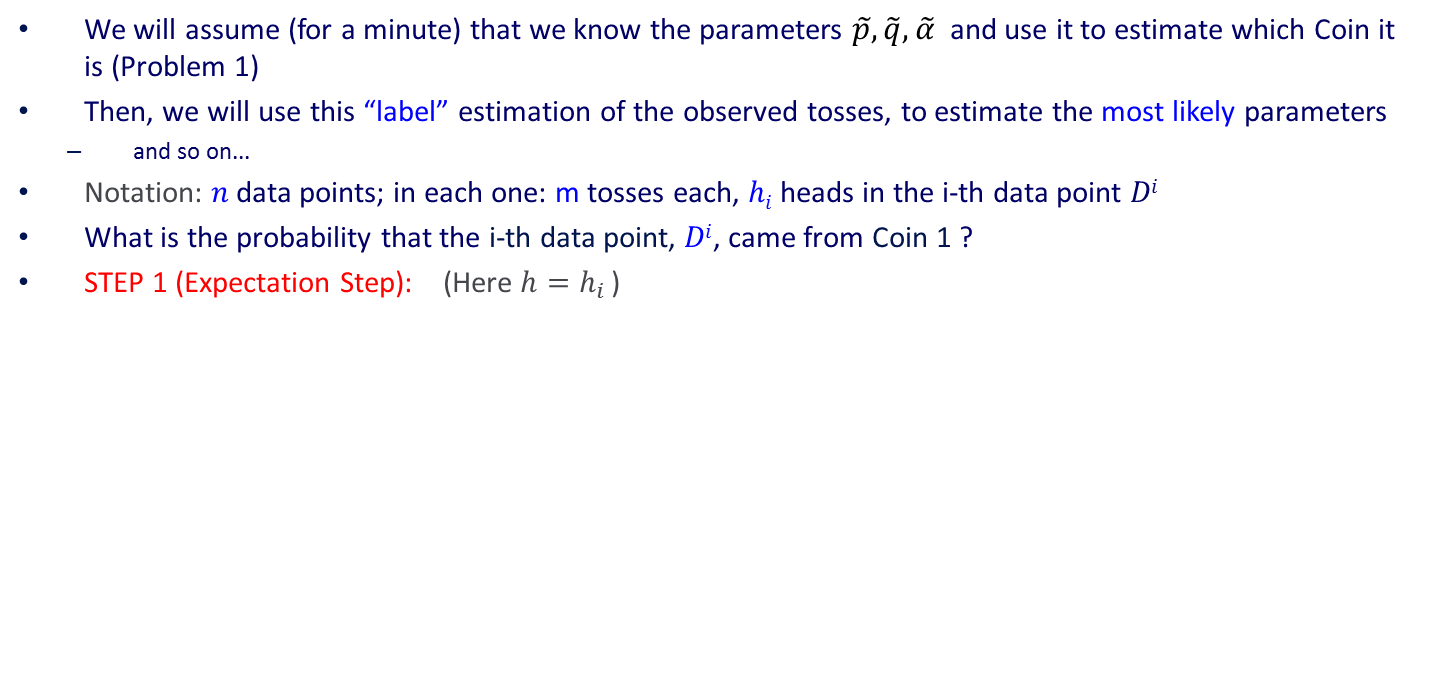 • We will assume (for a minute) that we know the parameters p̃, q̃, α̃ and use it to estimate which Coin it
is (Problem 1)
• Then, we will use this “label” estimation of the observed tosses, to estimate the most likely parameters
– and so on…
• Notation: n data points; in each one: m tosses each, hᵢ heads in the i-th data point Dⁱ
• What is the probability that the i-th data point, Dⁱ, came from Coin 1 ?
• STEP 1 (Expectation Step): (Here h = hᵢ )